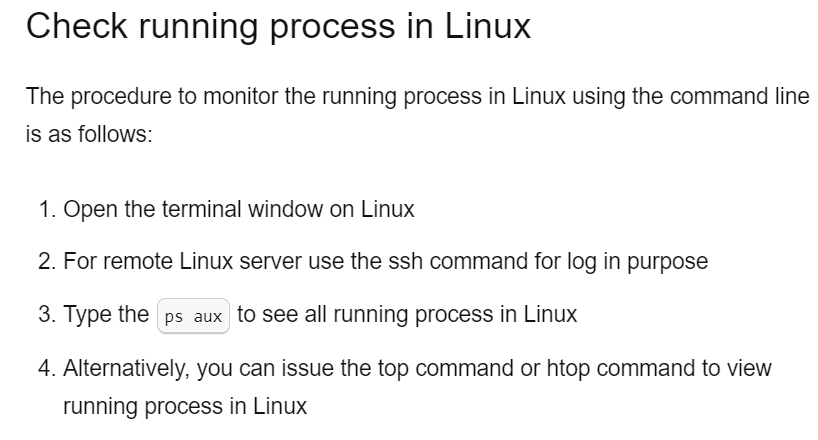 Check running process in Linux
The procedure to monitor the running process in Linux using the command line
is as follows:
1. Open the terminal window on Linux
2. For remote Linux server use the ssh command for log in purpose
3. Type the ps aux to see all running process in Linux
4. Alternatively, you can issue the top command or htop command to view
running process in Linux